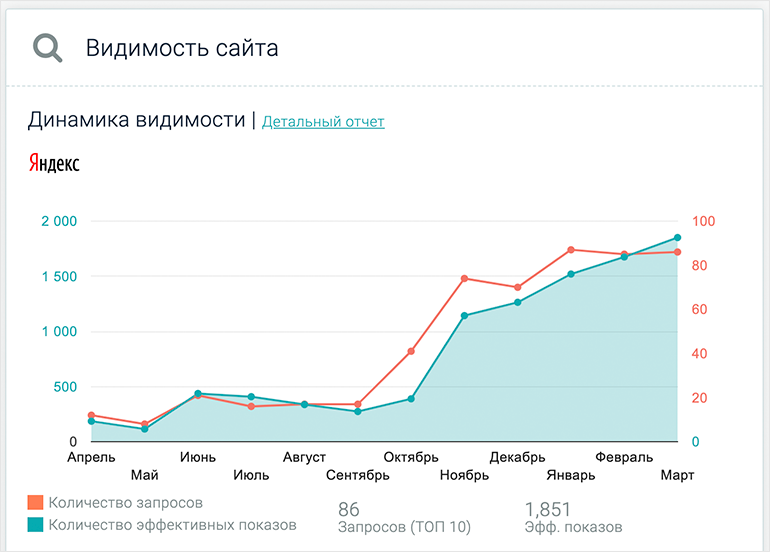 Видимость сайта
Динамика видимости | Детальный отчет
Яндекс
2 000 100
1 500 80
60
1 000
40
500 20
0 0
Апрель Июнь Август Октябрь Декабрь Февраль
Май Июль Сентябрь Ноябрь Январь Март
Количество запросов
Количество эффективных показов
86
Запросов (ТОП 10)
1,851
Эфф. показов